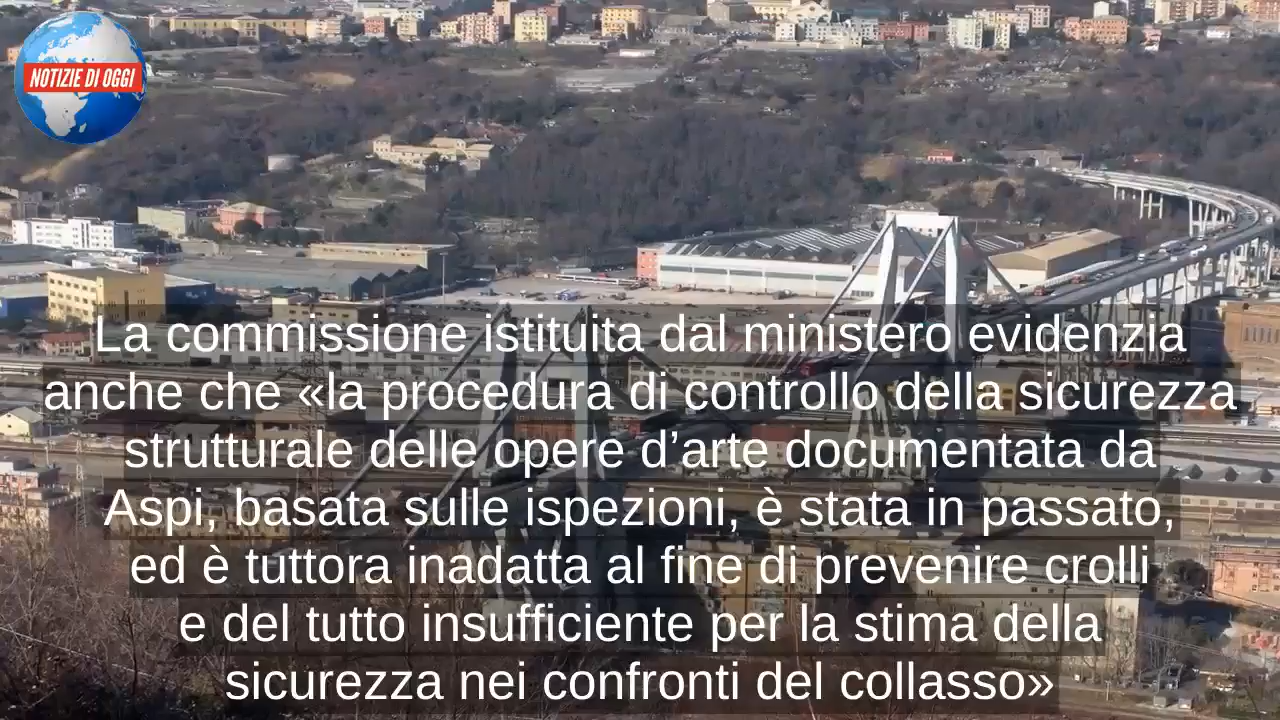 NOTIZIE DI OGGI
La commissione istituita dal ministero evidenzia
anche che «la procedura di controllo della sicurezza
strutturale delle opere d’arte documentata da
Aspi, basata sulle ispezioni, è stata in passato,
ed è tuttora inadatta al fine di prevenire crolli
e del tutto insufficiente per la stima della
sicurezza nei confronti del collasso»